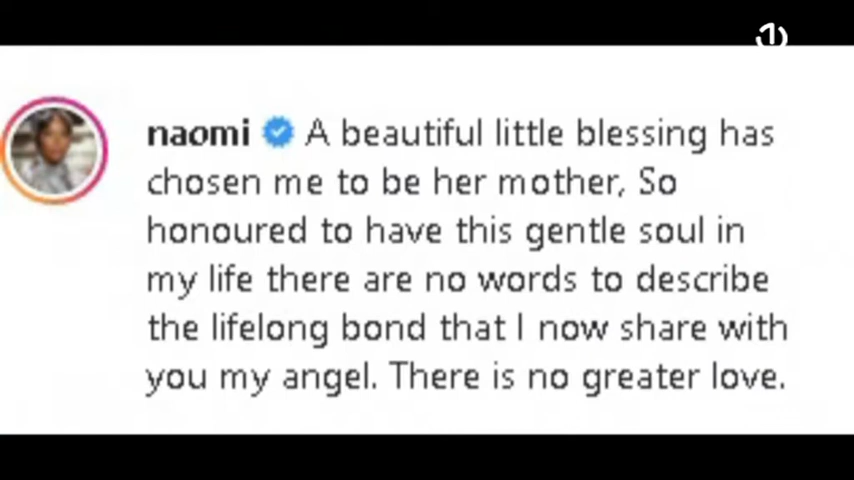 1
naomi A beautiful little blessing has
chosen me to be her mother, So
honoured to have this gentle soul in
my life there are no words to describe
the lifelong bond that I now share with
you my angel. There is no greater love.